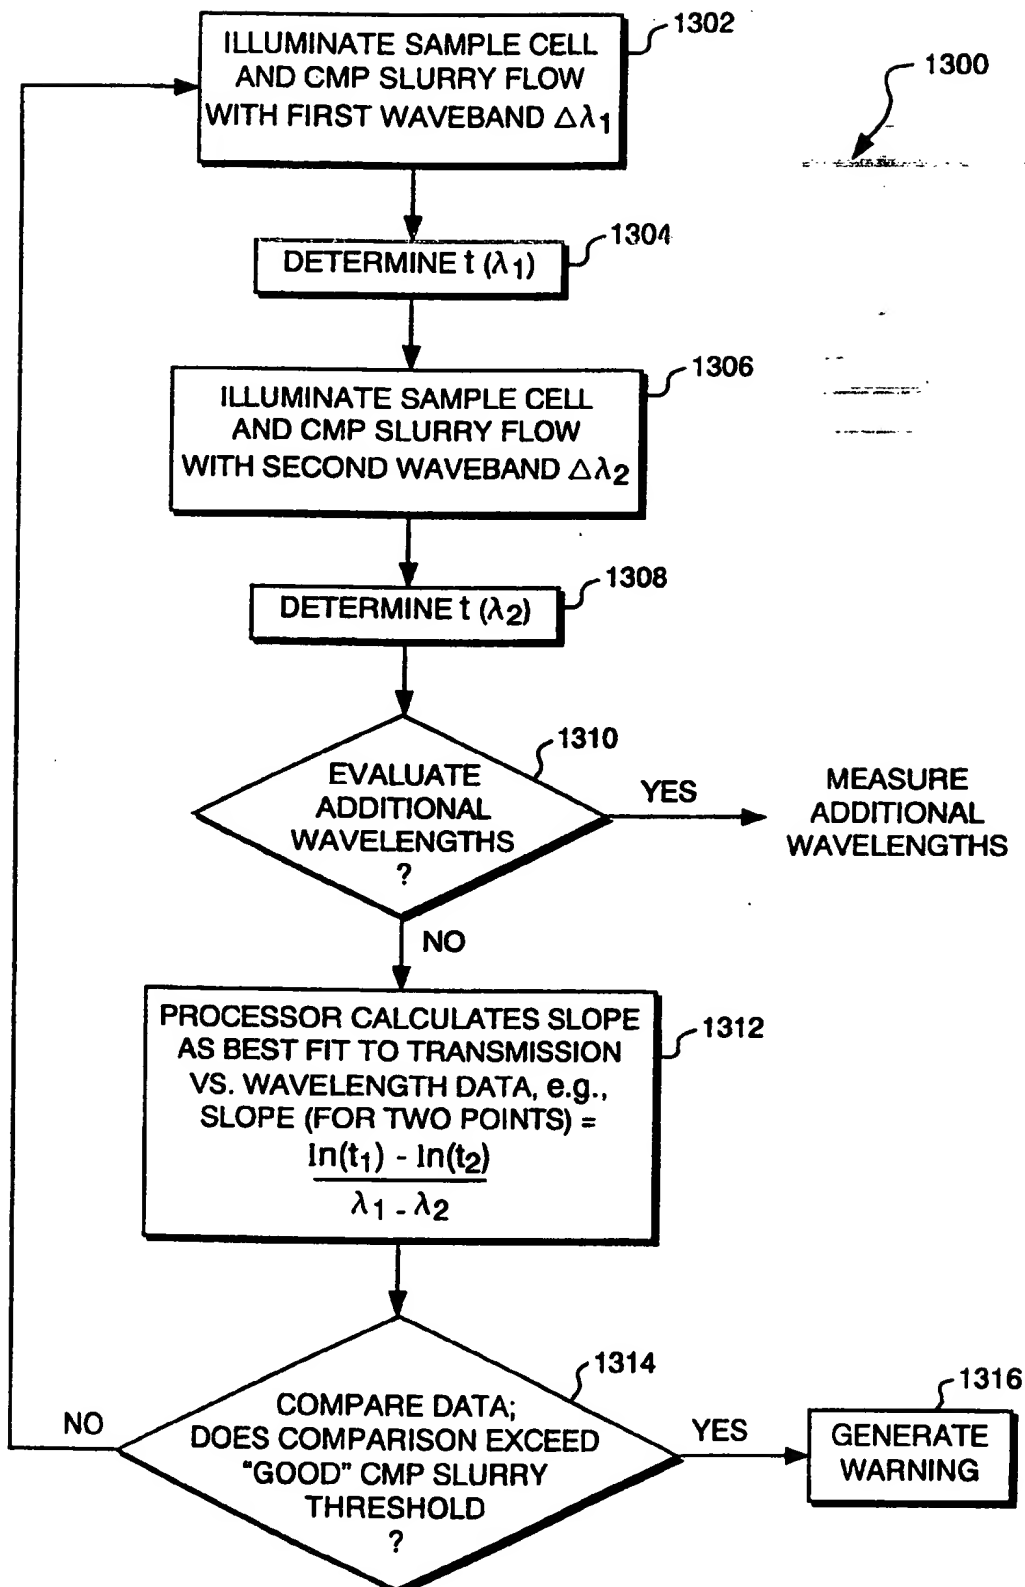 1302
ILLUMINATE SAMPLE CELL
AND CMP SLURRY FLOW
WITH FIRST WAVEBAND △λ1
1300
1304
DETERMINE t (λ1)
1306
ILLUMINATE SAMPLE CELL
AND CMP SLURRY FLOW
WITH SECOND WAVEBAND △λ2
1308
DETERMINE t (λ2)
1310
EVALUATE
ADDITIONAL
WAVELENGTHS
?
YES
MEASURE
ADDITIONAL
WAVELENGTHS
NO
1312
PROCESSOR CALCULATES SLOPE
AS BEST FIT TO TRANSMISSION
VS. WAVELENGTH DATA, e.g.,
SLOPE (FOR TWO POINTS) =
ln(t1) - ln(t2)
λ1 - λ2
1314
COMPARE DATA;
DOES COMPARISON EXCEED
"GOOD" CMP SLURRY
THRESHOLD
?
NO
YES
1316
GENERATE
WARNING